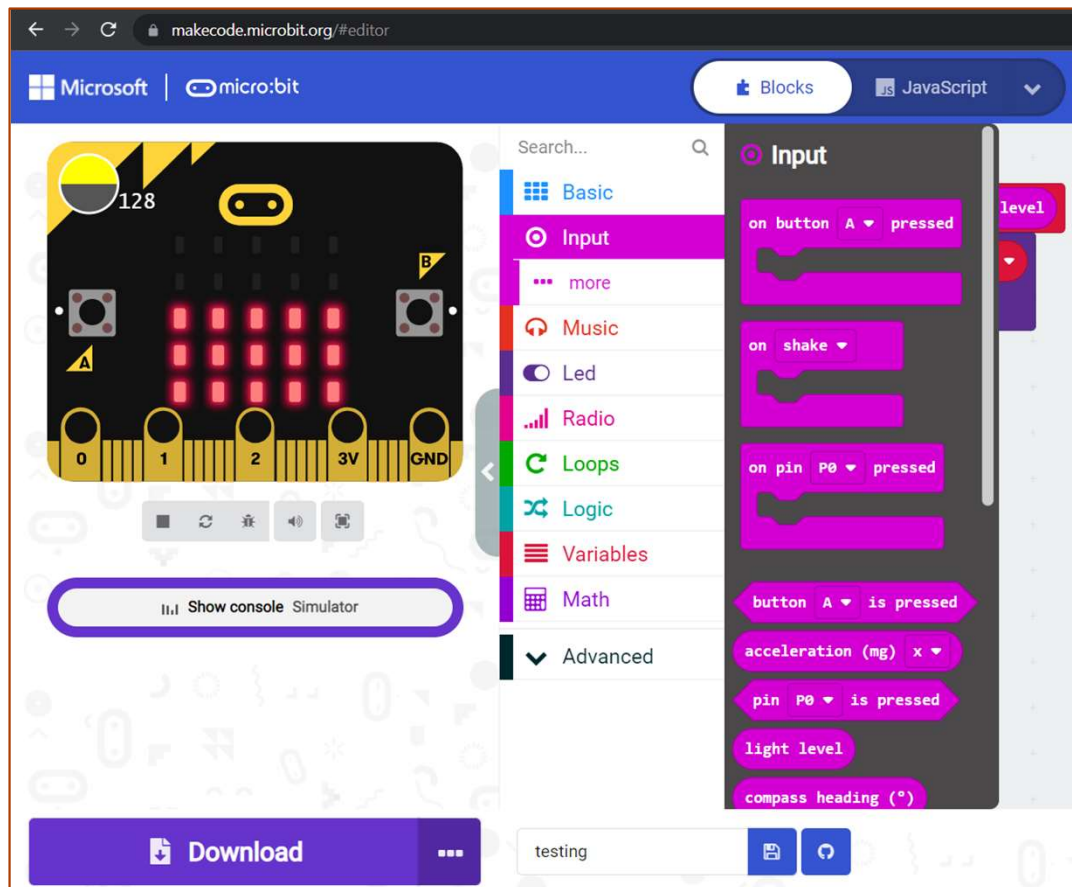 makecode.microbit.org/#editor
Microsoft | micro:bit
Blocks
JS JavaScript
128
B
A
0 1 2 3V GND
Show console Simulator
Download
Search...
Basic
Input
more
Music
Led
Radio
Loops
Logic
Variables
Math
Advanced
testing
Input
on button A pressed
on shake
on pin P0 pressed
button A is pressed
acceleration (mg) x
pin P0 is pressed
light level
compass heading (°)
level